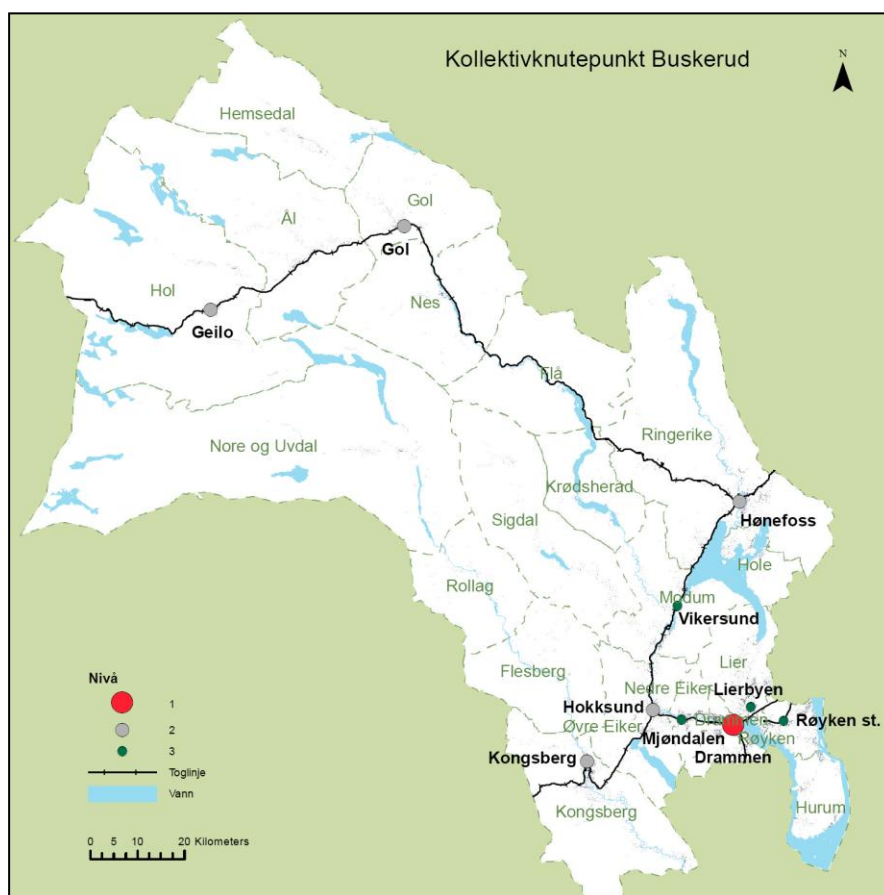 Kollektivknutepunkt Buskerud
N
Hemsedal
Gol
Ål
Gol
Hol
Nes
Geilo
Flå
Ringerike
Nore og Uvdal
Krødsherad
Sigdal
Hønefoss
Hole
Rollag
Modum
Vikersund
Flesberg
Lier
Nedre Eiker
Lierbyen
Hokksund
Øvre Eiker
Drammen
Røyken st.
Mjøndalen
Røyken
Drammen
Kongsberg
Kongsberg
Hurum
Nivå
1
2
3
Toglinje
Vann
0 5 10 20 Kilometers